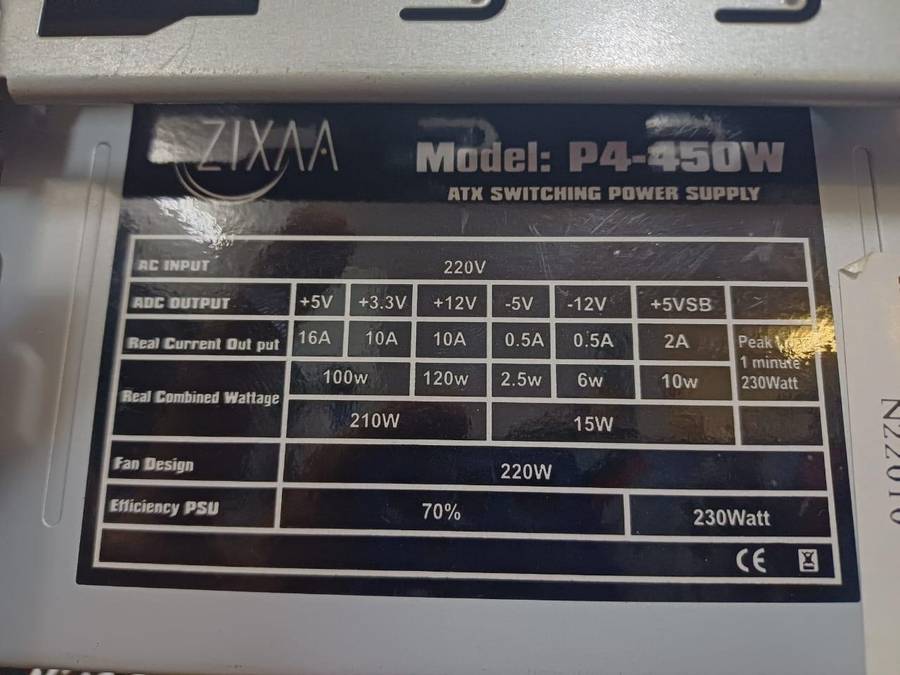 ZIXAA
Model: P4-450W
ATX SWITCHING POWER SUPPLY
AC INPUT 220V
ADC OUTPUT +5V +3.3V +12V -5V -12V +5VSB
Real Current Out put 16A 10A 10A 0.5A 0.5A 2A Peak
1 minute
230Watt
Real Combined Wattage 100w 120w 2.5w 6w 10w
210W 15W
Fan Design 220W
Efficiency PSU 70% 230Watt
CE
N22016